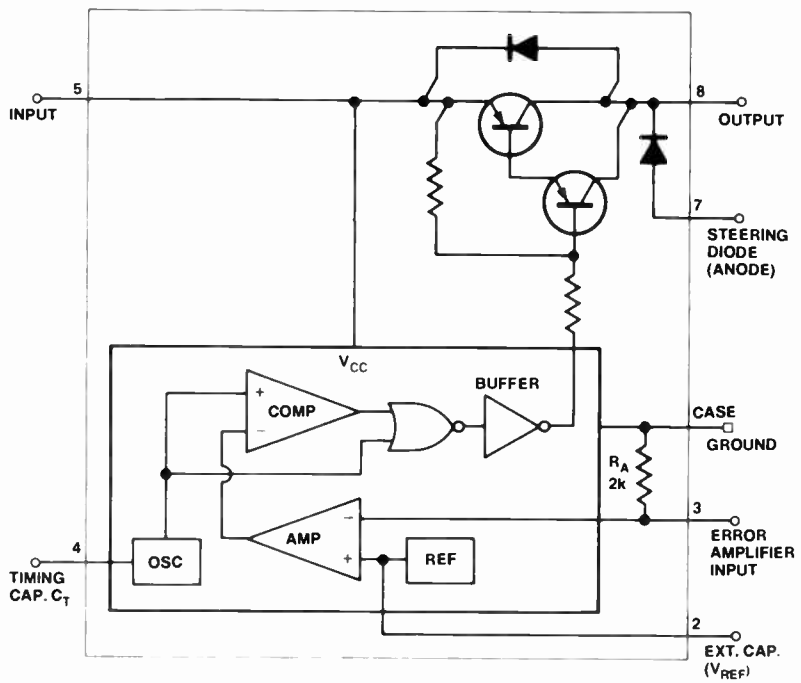 5
INPUT
8
OUTPUT
7
STEERING
DIODE
(ANODE)
VCC
+
COMP
−
BUFFER
CASE
GROUND
RA
2k
−
AMP
+
REF
3
ERROR
AMPLIFIER
INPUT
4
OSC
TIMING
CAP. CT
2
EXT. CAP.
(VREF)